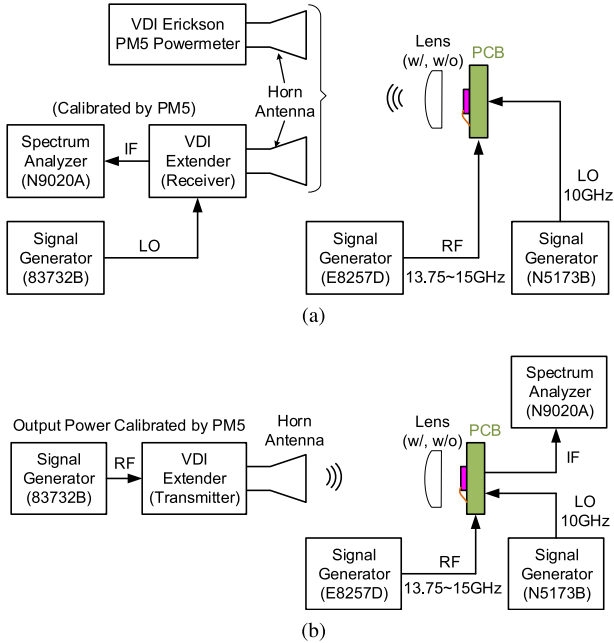 VDI Erickson
PM5 Powermeter
Lens
(w/, w/o)
PCB
Horn
Antenna
(Calibrated by PM5)
Spectrum
Analyzer
(N9020A)
IF
VDI
Extender
(Receiver)
LO
10GHz
Signal
Generator
(83732B)
LO
Signal
Generator
(E8257D)
RF
13.75~15GHz
Signal
Generator
(N5173B)
(a)
Spectrum
Analyzer
(N9020A)
Output Power Calibrated by PM5
Horn
Antenna
Lens
(w/, w/o)
PCB
IF
Signal
Generator
(83732B)
RF
VDI
Extender
(Transmitter)
LO
10GHz
Signal
Generator
(E8257D)
RF
13.75~15GHz
Signal
Generator
(N5173B)
(b)